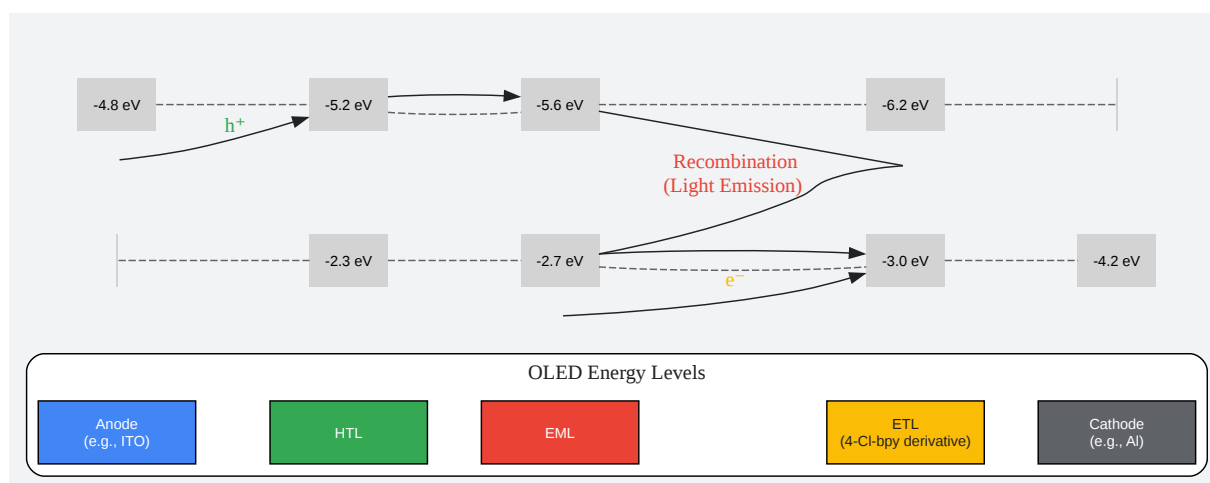 -4.8 eV
-5.2 eV
-5.6 eV
-6.2 eV
h⁺
Recombination
(Light Emission)
-2.3 eV
-2.7 eV
-3.0 eV
-4.2 eV
e⁻
OLED Energy Levels
Anode
(e.g., ITO)
HTL
EML
ETL
(4-Cl-bpy derivative)
Cathode
(e.g., Al)